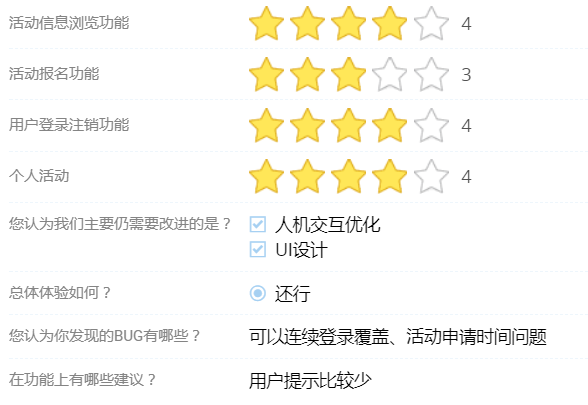 活动信息浏览功能 4
活动报名功能 3
用户登录注销功能 4
个人活动 4
您认为我们主要仍需要改进的是？ 人机交互优化
UI设计
总体体验如何？ 还行
您认为你发现的BUG有哪些？ 可以连续登录覆盖、活动申请时间问题
在功能上有哪些建议？ 用户提示比较少